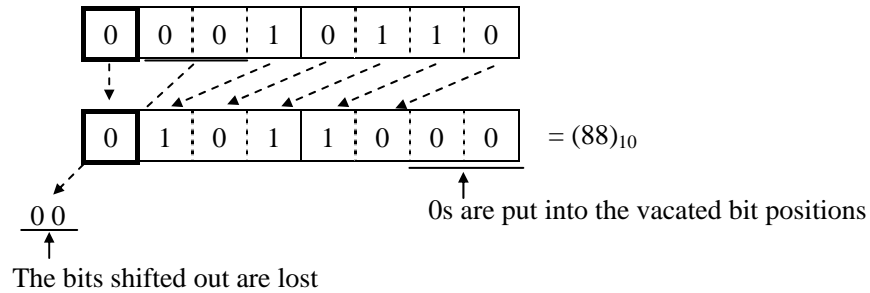 0 0 0 1 0 1 1 0
0 1 0 1 1 0 0 0 = (88)₁₀
0s are put into the vacated bit positions
0 0
The bits shifted out are lost